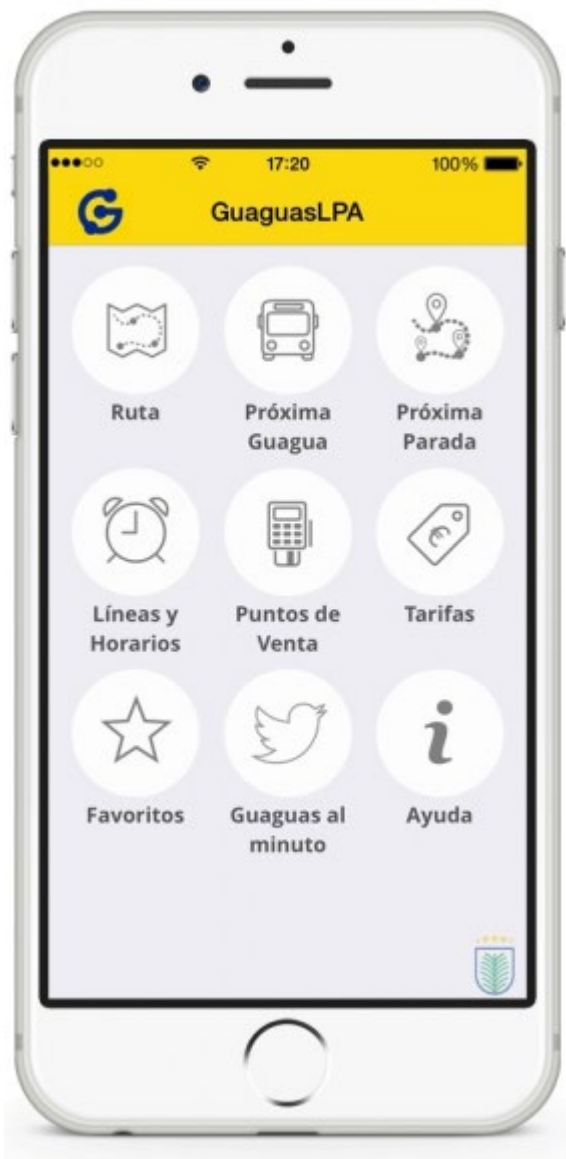 17:20
100%
GuaguasLPA
Ruta
Próxima
Guagua
Próxima
Parada
Líneas y
Horarios
Puntos de
Venta
Tarifas
Favoritos
Guaguas al
minuto
Ayuda